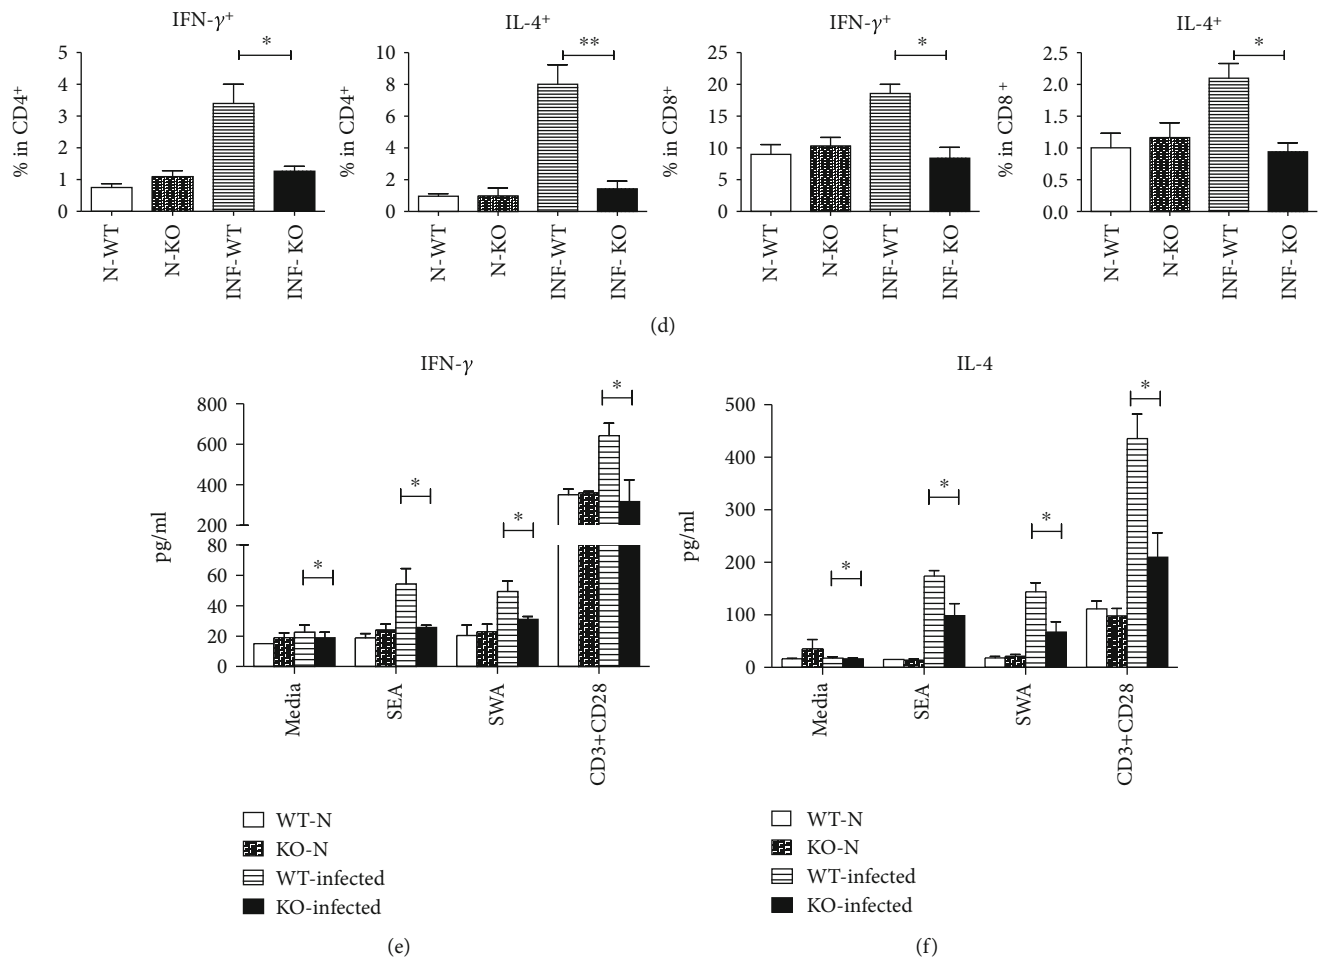 IFN-γ⁺
% in CD4⁺
5
4
3
2
1
0
*
N-WT
N-KO
INF-WT
INF- KO
IL-4⁺
% in CD4⁺
10
8
6
4
2
0
**
N-WT
N-KO
INF-WT
INF- KO
IFN-γ⁺
% in CD8⁺
25
20
15
10
5
0
*
N-WT
N-KO
INF-WT
INF- KO
IL-4⁺
% in CD8⁺
2.5
2.0
1.5
1.0
0.5
0.0
*
N-WT
N-KO
INF-WT
INF- KO
(d)
IFN-γ
pg/ml
800
600
400
200
80
60
40
20
0
*
*
*
*
Media
SEA
SWA
CD3+CD28
WT-N
KO-N
WT-infected
KO-infected
(e)
IL-4
pg/ml
500
400
300
200
100
0
*
*
*
*
Media
SEA
SWA
CD3+CD28
WT-N
KO-N
WT-infected
KO-infected
(f)